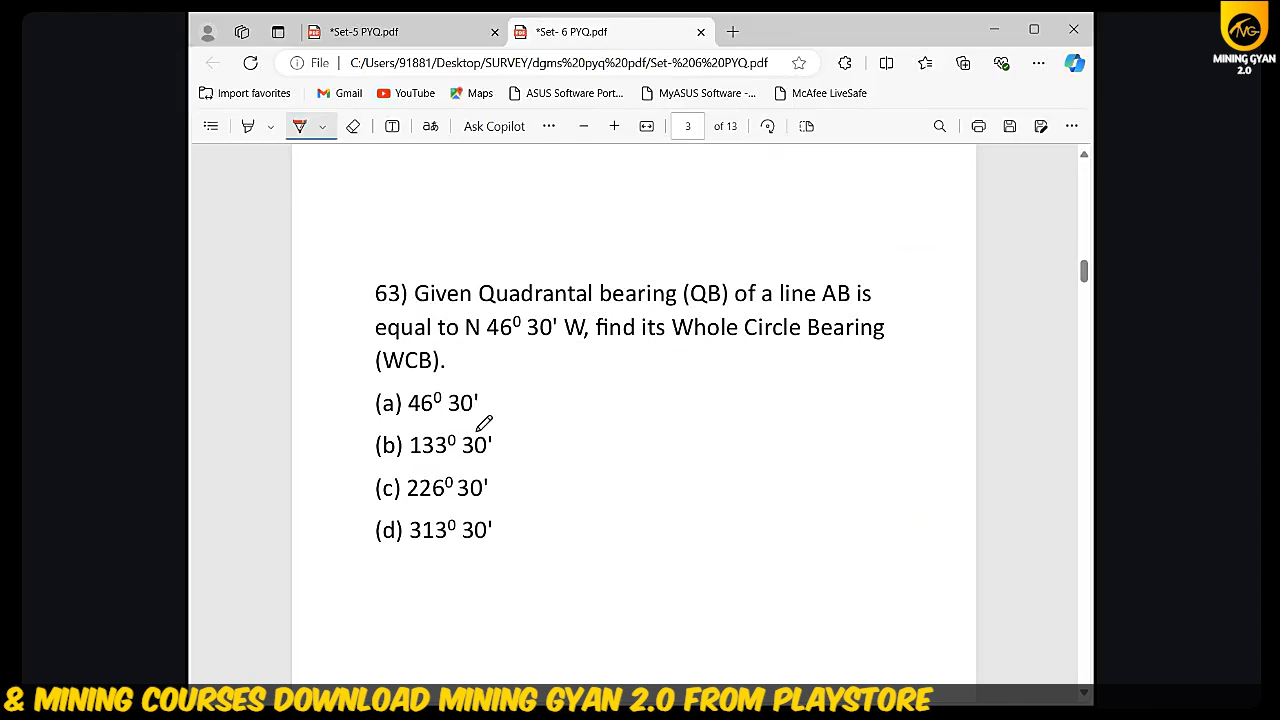 *Set-5 PYQ.pdf
*Set- 6 PYQ.pdf
MINING GYAN
2.0
File
C:/Users/91881/Desktop/SURVEY/dgms%20pyq%20pdf/Set-%206%20PYQ.pdf
Import favorites
Gmail
YouTube
Maps
ASUS Software Port...
MyASUS Software -...
McAfee LiveSafe
aあ
Ask Copilot
3
of 13
63) Given Quadrantal bearing (QB) of a line AB is
equal to N 46⁰ 30' W, find its Whole Circle Bearing
(WCB).
(a) 46⁰ 30'
(b) 133⁰ 30'
(c) 226⁰ 30'
(d) 313⁰ 30'
& MINING COURSES DOWNLOAD MINING GYAN 2.0 FROM PLAYSTORE